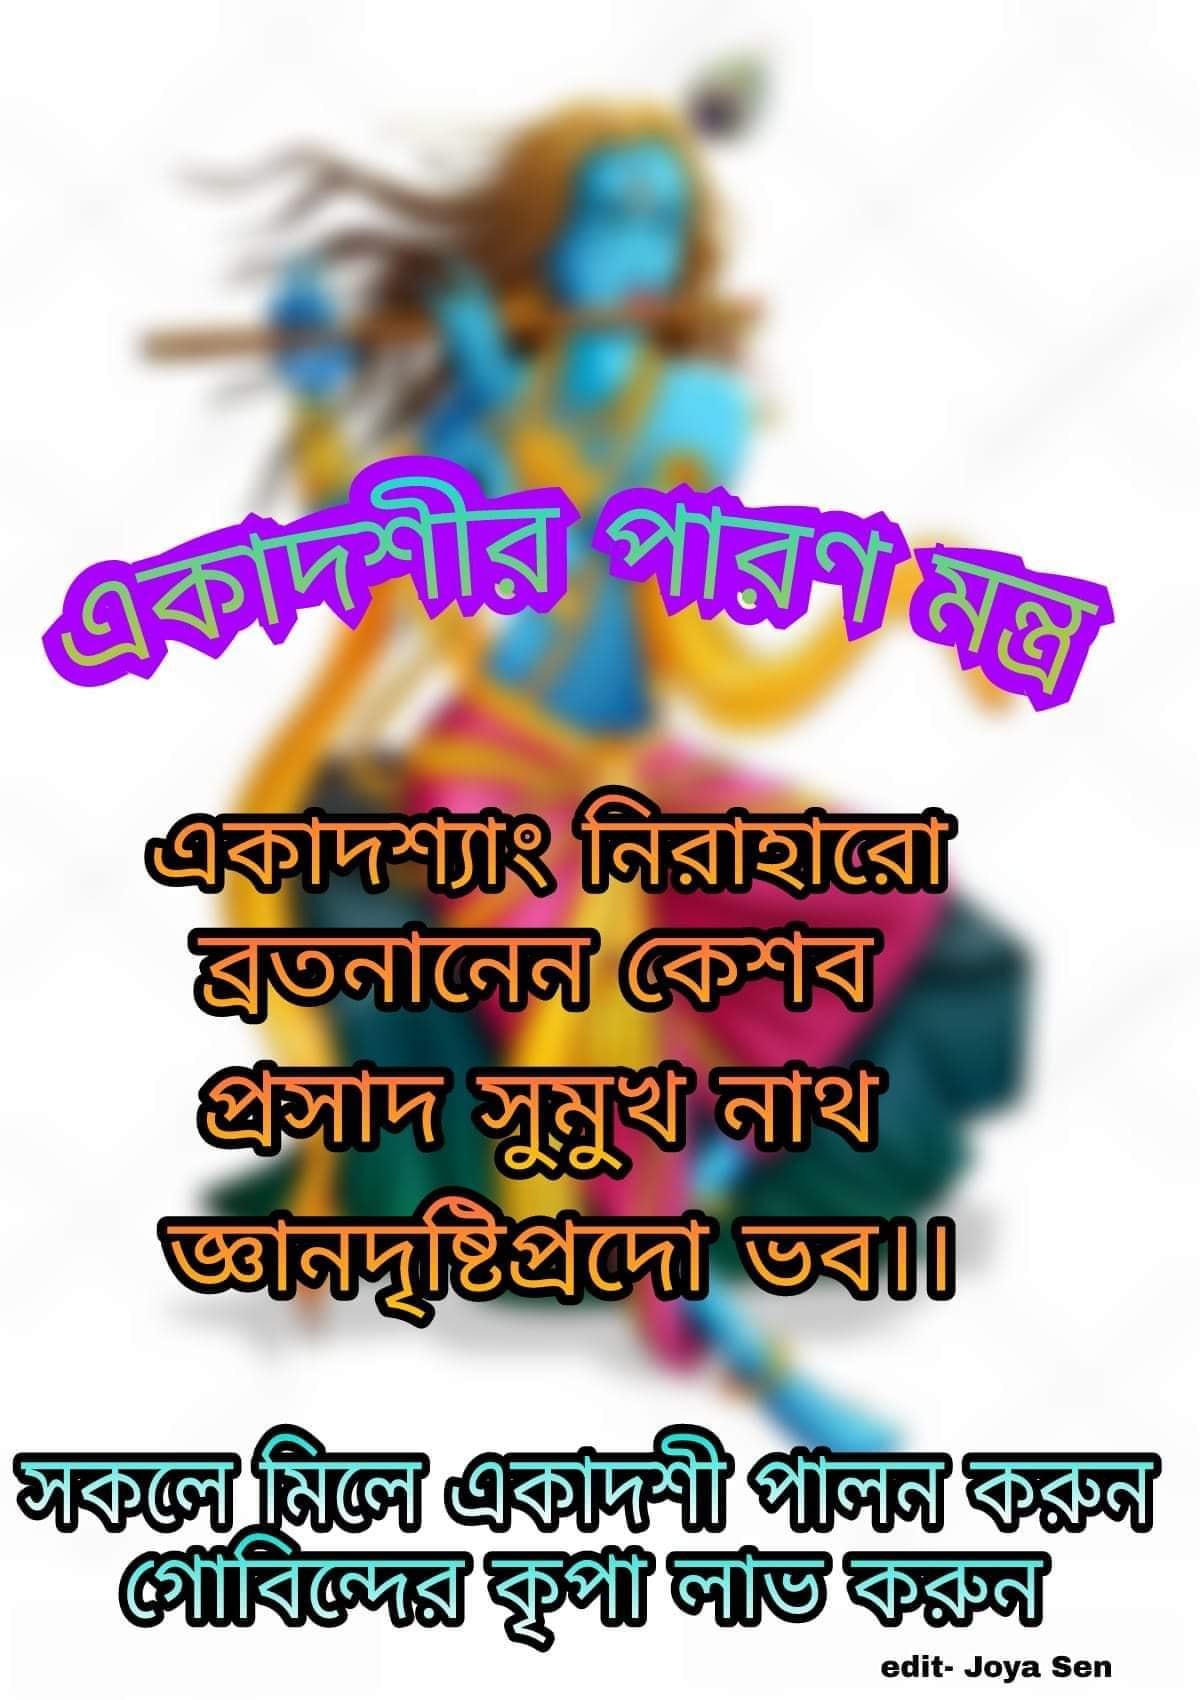 একাদশীর পারণ মন্ত্র
একাদশ্যাং নিরাহারো
ব্রতনানেন কেশব
প্রসাদ সুমুখ নাথ
জ্ঞানদৃষ্টিপ্রদো ভব।।
সকলে মিলে একাদশী পালন করুন
গোবিন্দের কৃপা লাভ করুন
edit- Joya Sen